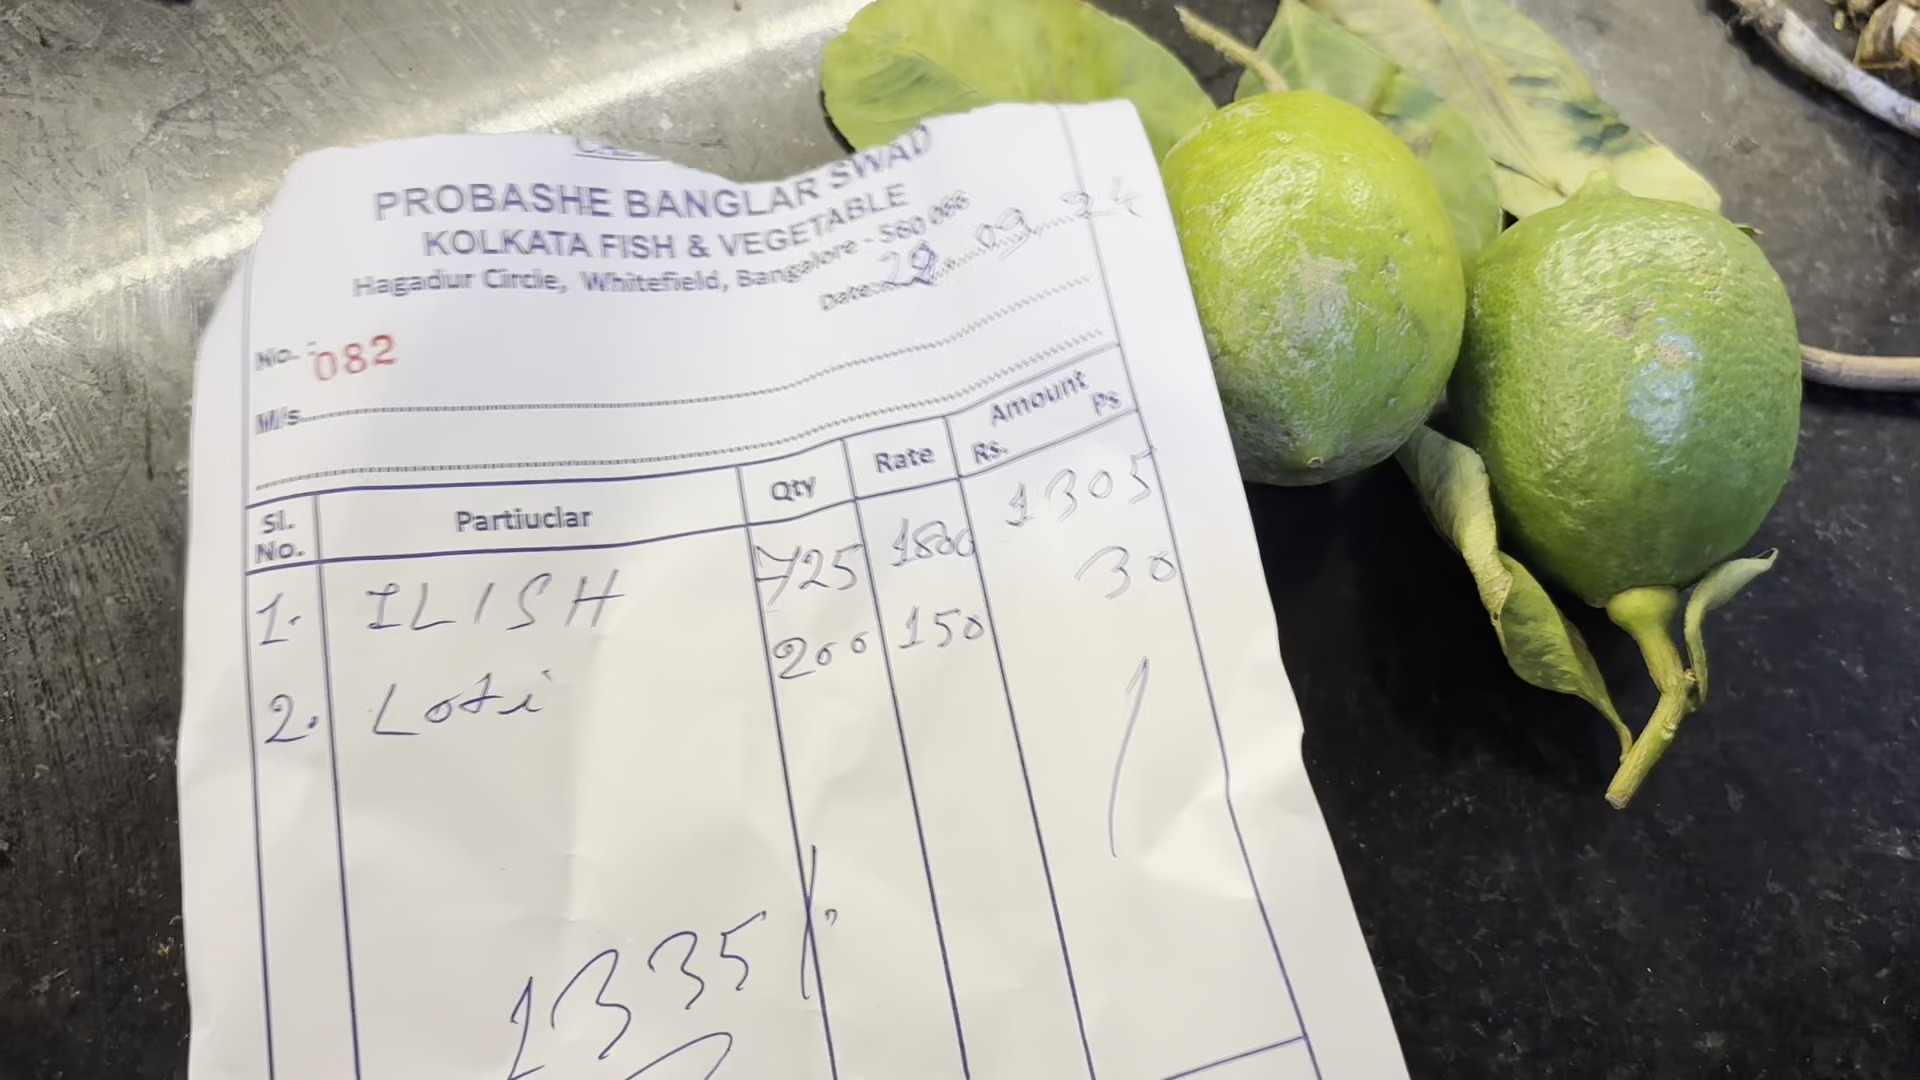 PROBASHE BANGLAR SWAD
KOLKATA FISH & VEGETABLE
Hagadur Circle, Whitefield, Bangalore - 560 066
Date: 09 24
No. : 082
M/s.
Sl. No. Partiuclar Qty Rate Amount Rs. Ps
1. ILISH 725 1800 1305
2. Loti 200 150 30
1335/